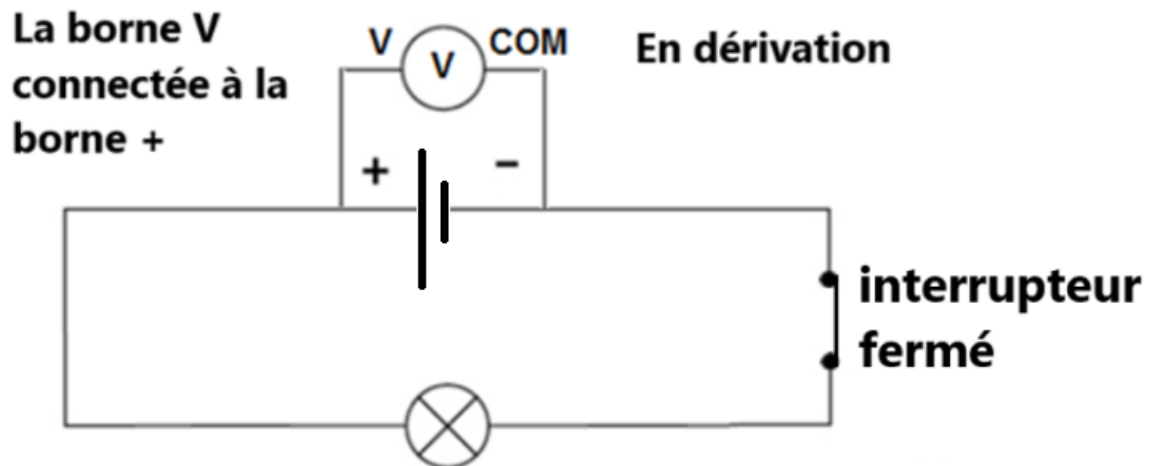 La borne V
connectée à la
borne +
V
V
COM
En dérivation
+
−
interrupteur
fermé